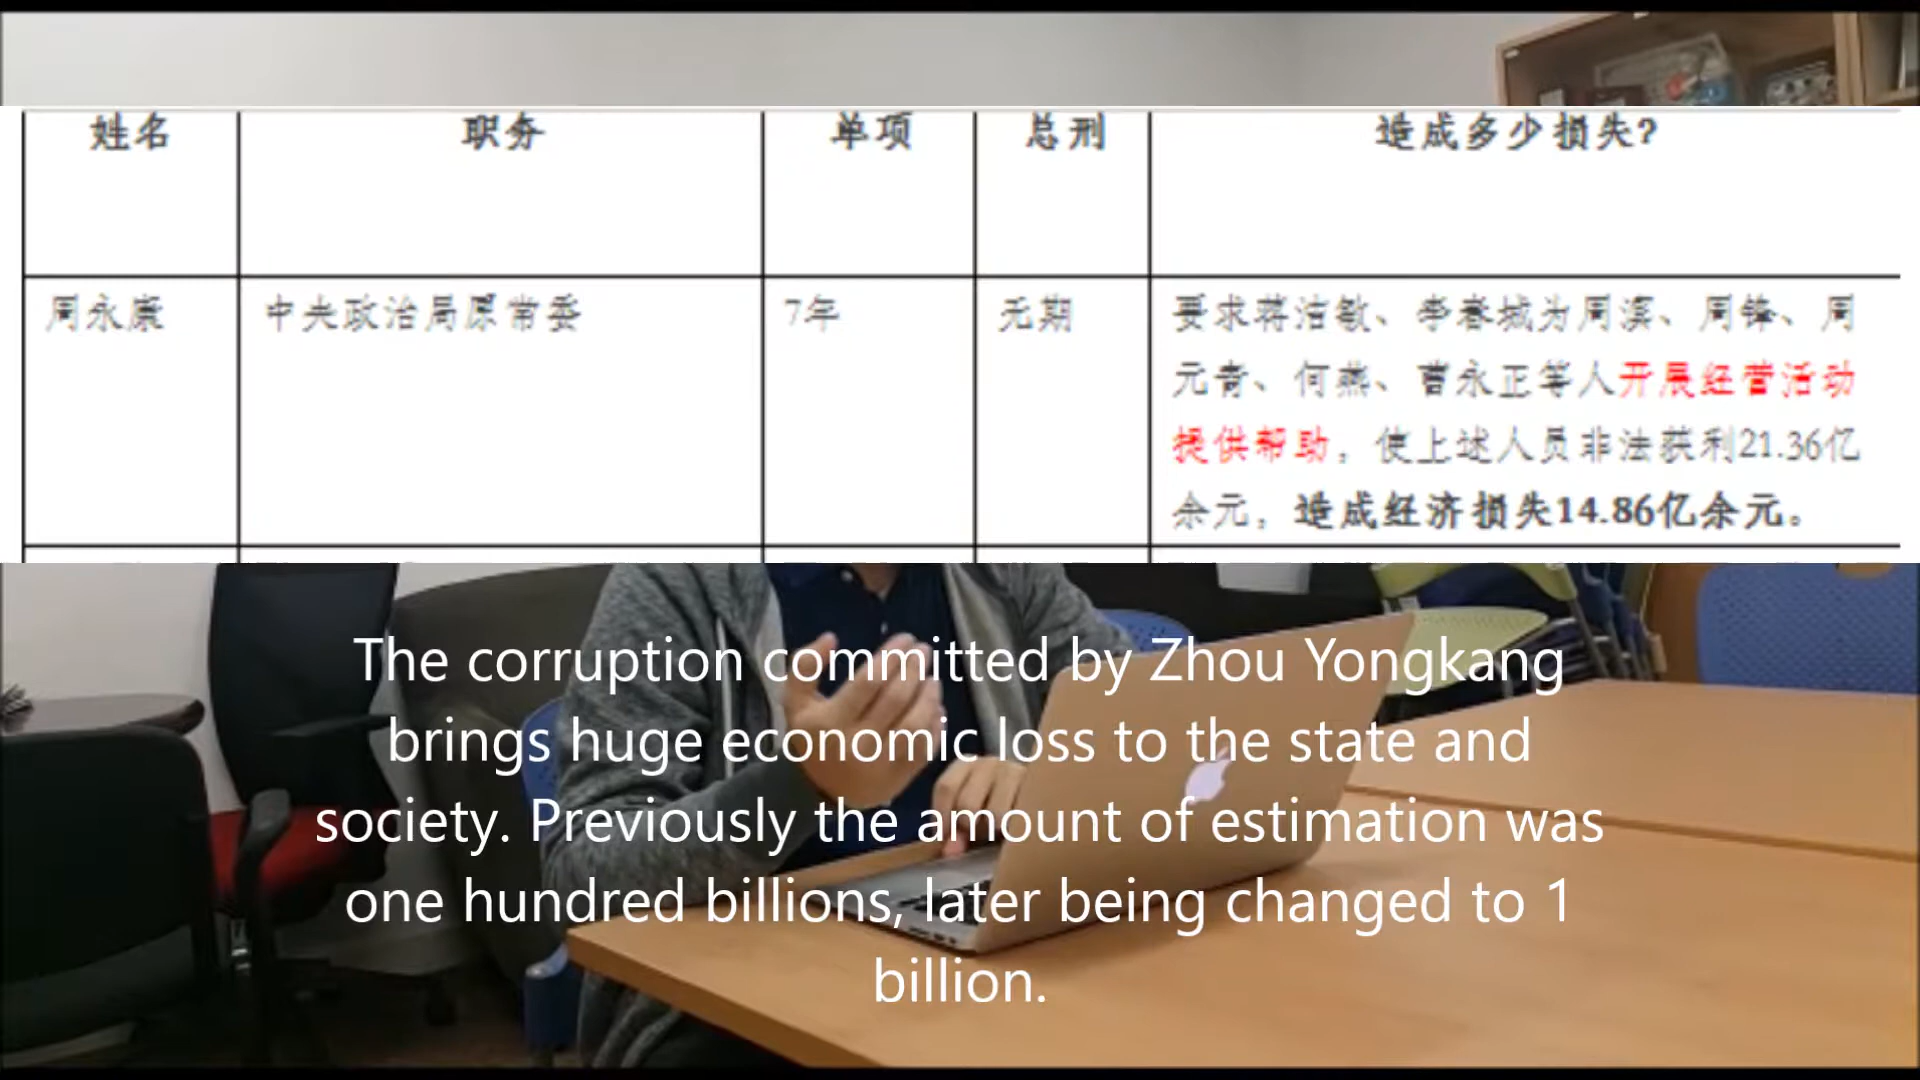 姓名 职务 单项 总刑 造成多少损失?
周永康 中央政治局原常委 7年 无期 要求蒋洁敏、李春城为周滨、周锋、周
元青、何燕、曹永正等人开展经营活动
提供帮助，使上述人员非法获利21.36亿
余元，造成经济损失14.86亿余元。
The corruption committed by Zhou Yongkang
brings huge economic loss to the state and
society. Previously the amount of estimation was
one hundred billions, later being changed to 1
billion.